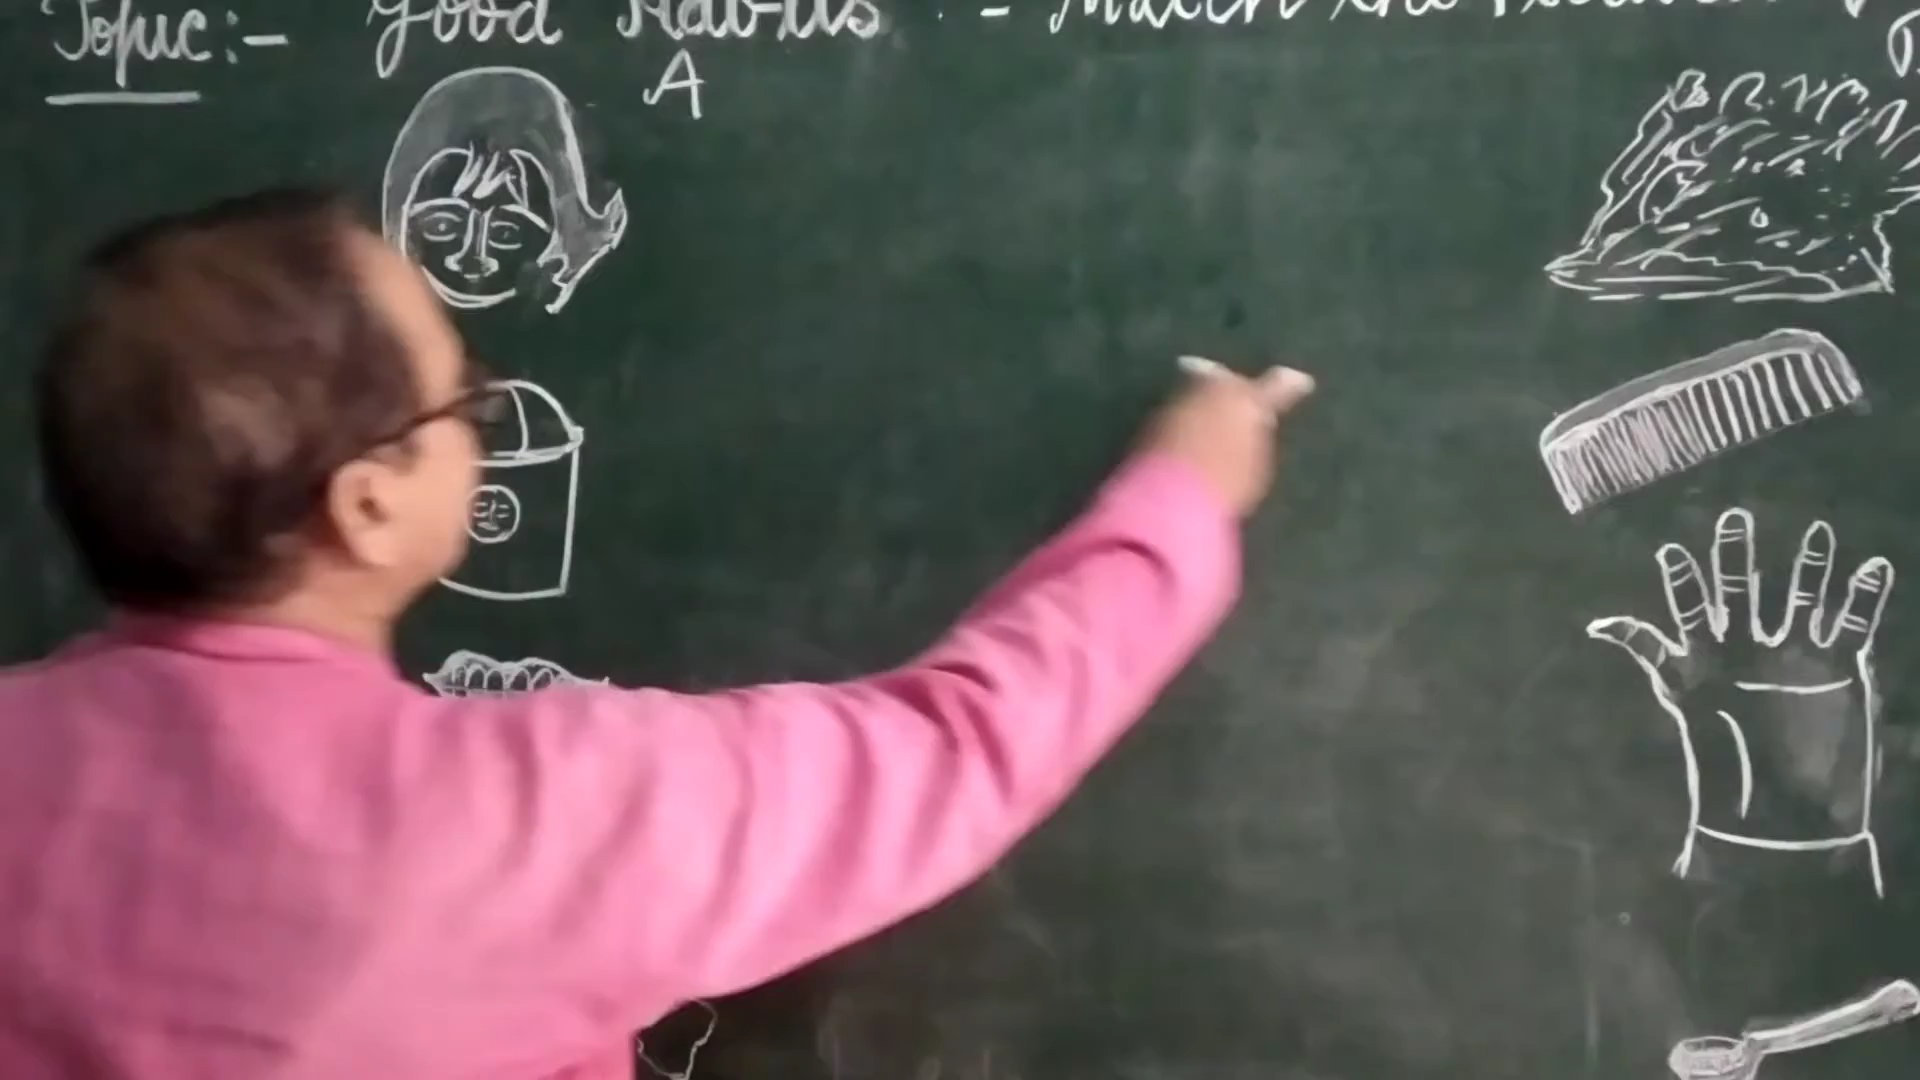 Topic:- Good Habits :- Match the
A